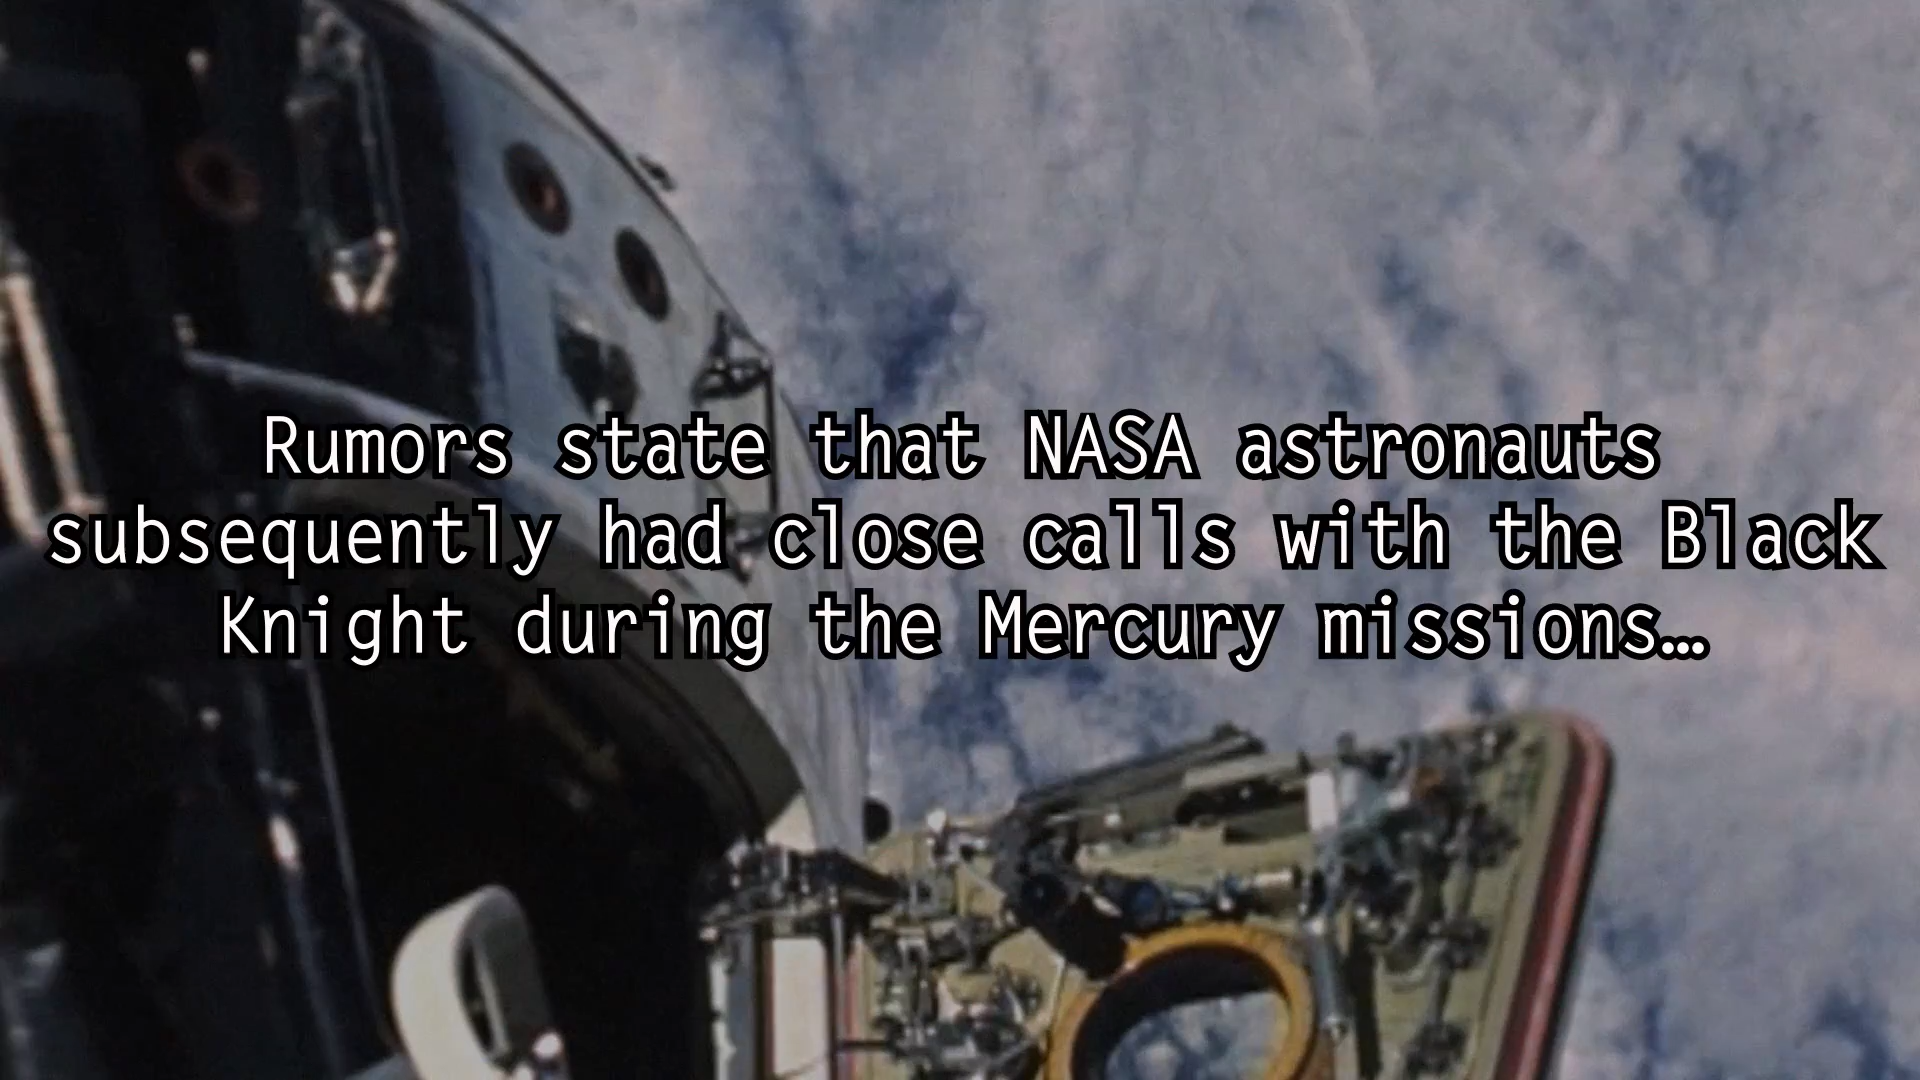 Rumors state that NASA astronauts
subsequently had close calls with the Black
Knight during the Mercury missions…